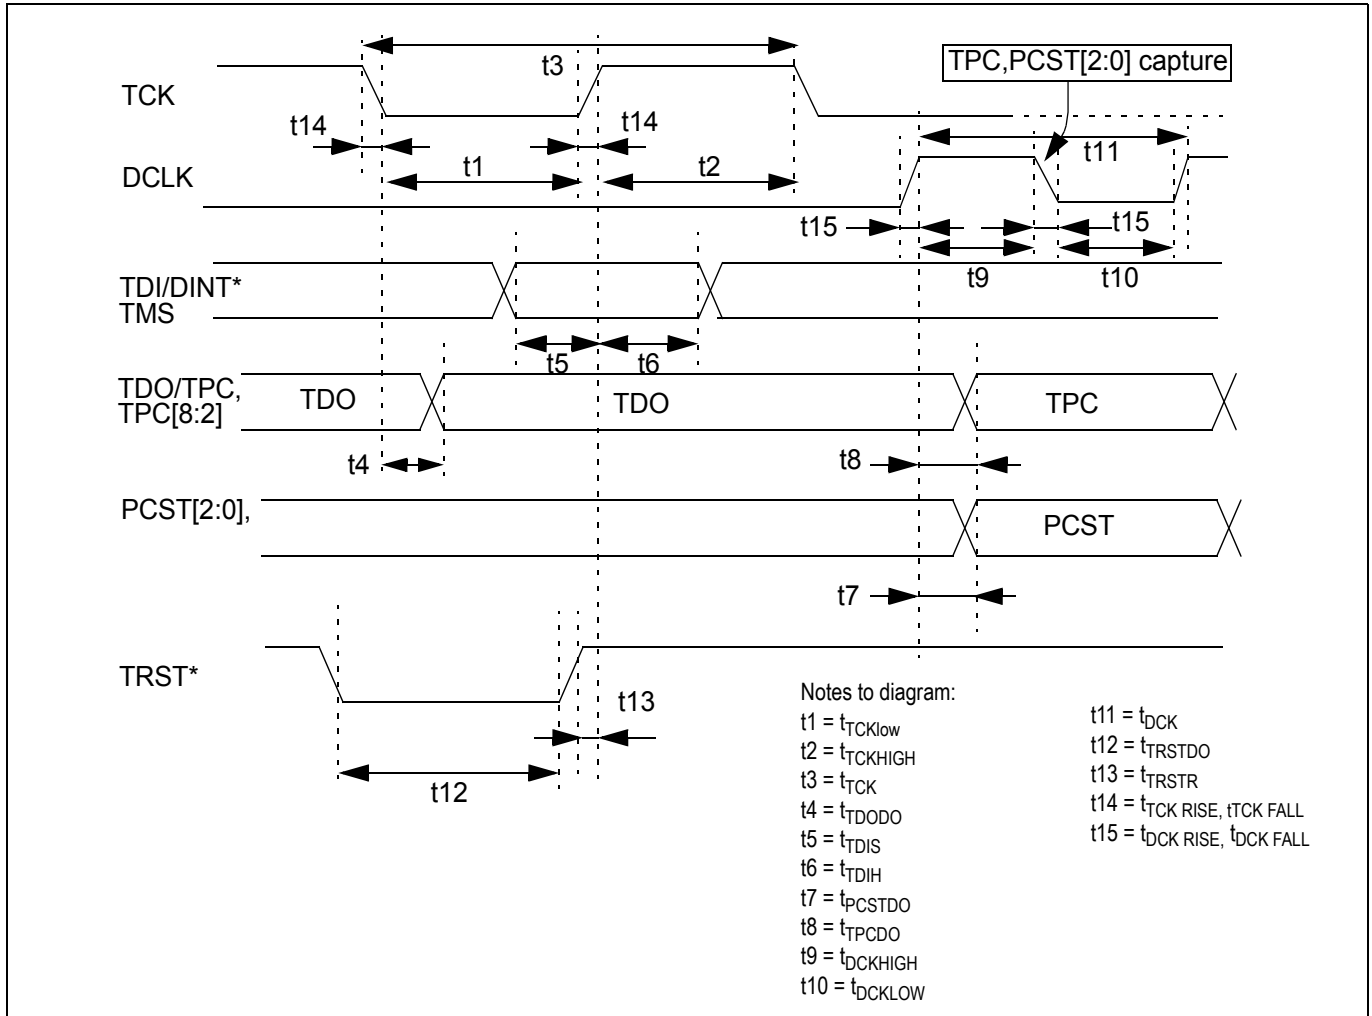 t3
TPC,PCST[2:0] capture
TCK
t14
t14
t11
DCLK
t1
t2
t15
t15
t9
t10
TDI/DINT*
TMS
t5
t6
TDO/TPC,
TPC[8:2]
TDO
TDO
TPC
t4
t8
PCST[2:0],
PCST
t7
TRST*
t13
t12
Notes to diagram:
t1 = tTCKlow
t2 = tTCKHIGH
t3 = tTCK
t4 = tTDODO
t5 = tTDIS
t6 = tTDIH
t7 = tPCSTDO
t8 = tTPCDO
t9 = tDCKHIGH
t10 = tDCKLOW
t11 = tDCK
t12 = tTRSTDO
t13 = tTRSTR
t14 = tTCK RISE, tTCK FALL
t15 = tDCK RISE, tDCK FALL